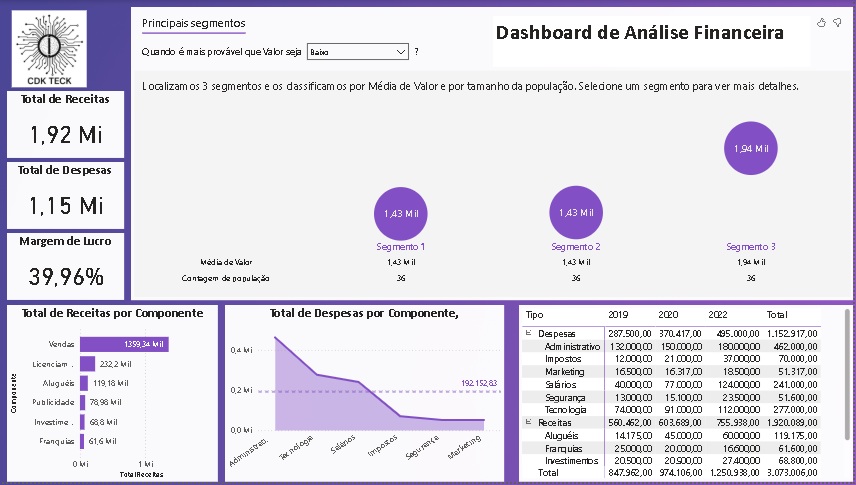 CDK TECK
Total de Receitas
1,92 Mi
Total de Despesas
1,15 Mi
Margem de Lucro
39,96%
Principais segmentos
Quando é mais provável que Valor seja Baixo ?
Dashboard de Análise Financeira
Localizamos 3 segmentos e os classificamos por Média de Valor e por tamanho da população. Selecione um segmento para ver mais detalhes.
1,43 Mil 1,43 Mil 1,94 Mil
Segmento 1 Segmento 2 Segmento 3
Média de Valor 1,43 Mil 1,43 Mil 1,94 Mil
Contagem de população 36 36 36
Total de Receitas por Componente
Componente
Vendas 1359,34 Mil
Licenciam... 232,2 Mil
Aluguéis 119,18 Mil
Publicidade 78,98 Mil
Investime... 68,8 Mil
Franquias 61,6 Mil
0 Mi 1 Mi
Total Receitas
Total de Despesas por Componente,
0,4 Mi
0,2 Mi
0,0 Mi
192.152,83
Administrat...
Tecnologia
Salários
Impostos
Segurança
Marketing
Tipo 2019 2020 2022 Total
Despesas 287.500,00 370.417,00 495.000,00 1.152.917,00
Administrativo 132.000,00 150.000,00 180.000,00 462.000,00
Impostos 12.000,00 21.000,00 37.000,00 70.000,00
Marketing 16.500,00 16.317,00 18.500,00 51.317,00
Salários 40.000,00 77.000,00 124.000,00 241.000,00
Segurança 13.000,00 15.100,00 23.500,00 51.600,00
Tecnologia 74.000,00 91.000,00 112.000,00 277.000,00
Receitas 560.462,00 603.689,00 755.938,00 1.920.089,00
Aluguéis 14.175,00 45.000,00 60.000,00 119.175,00
Franquias 25.000,00 20.000,00 16.600,00 61.600,00
Investimentos 20.500,00 20.900,00 27.400,00 68.800,00
Total 847.962,00 974.106,00 1.250.938,00 3.073.006,00